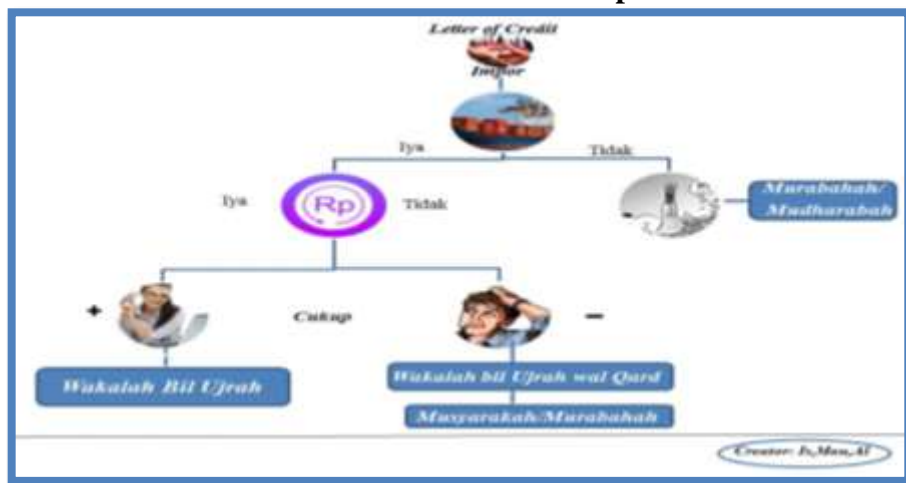 Letter of Credit
Impor
Iya
Tidak
Iya
Rp
Tidak
Murabahah/
Mudharabah
+
Cukup
–
Wakalah Bil Ujrah
Wakalah bil Ujrah wal Qard
Musyarakah/Murabahah
Creator: Is,Mau,Al